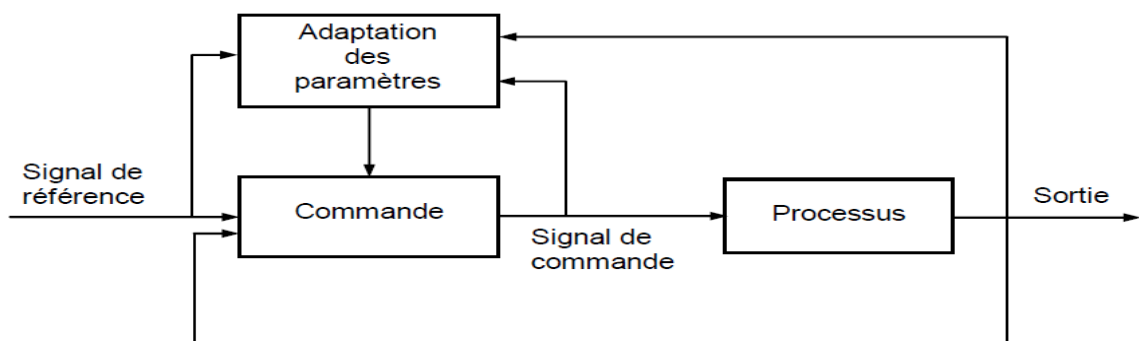 Adaptation
des
paramètres
Signal de
référence
Commande
Signal de
commande
Processus
Sortie